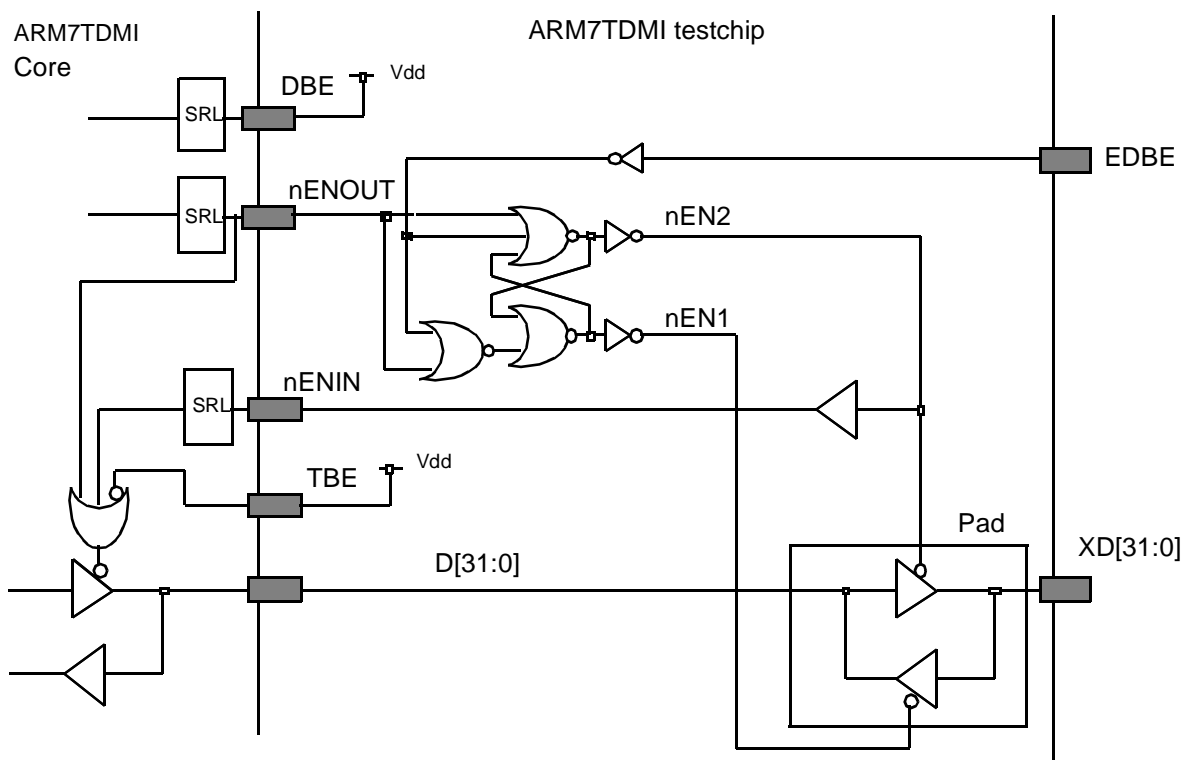 ARM7TDMI
Core
ARM7TDMI testchip
DBE
Vdd
SRL
EDBE
nENOUT
SRL
nEN2
nEN1
nENIN
SRL
TBE
Vdd
Pad
D[31:0]
XD[31:0]